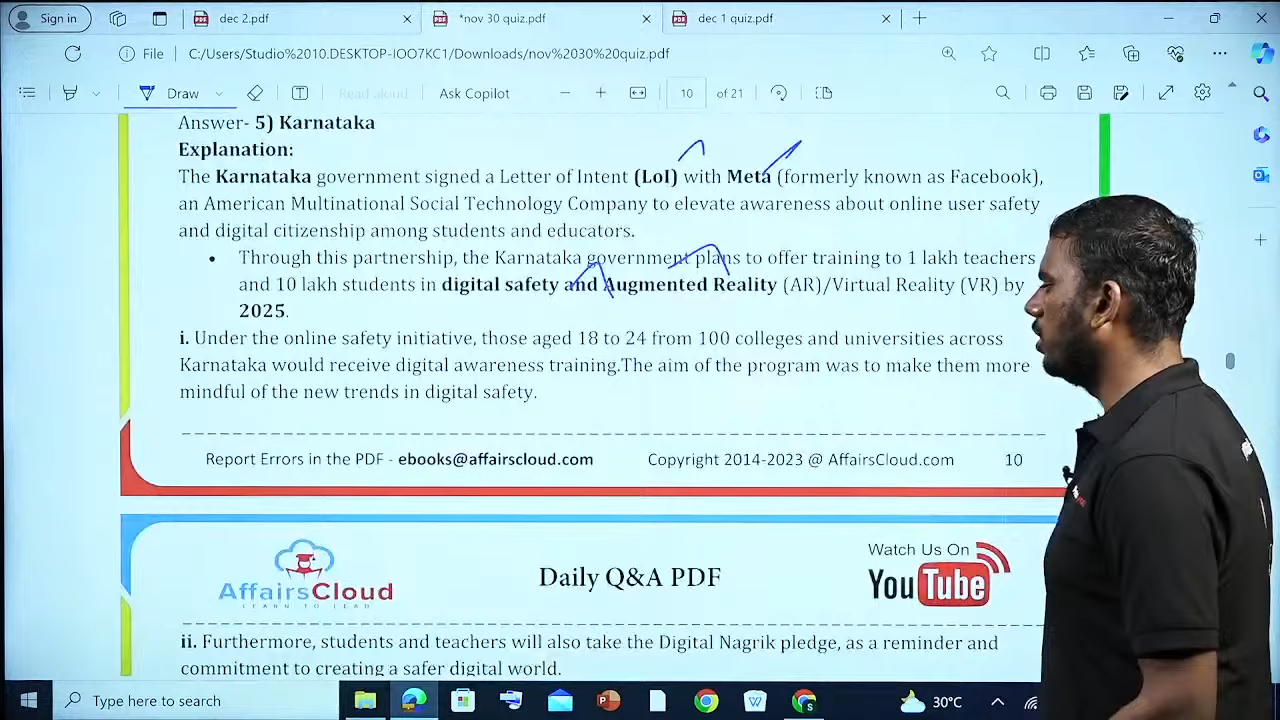 Sign in
dec 2.pdf
*nov 30 quiz.pdf
dec 1 quiz.pdf
File
C:/Users/Studio%2010.DESKTOP-IOO7KC1/Downloads/nov%2030%20quiz.pdf
Draw
Read aloud
Ask Copilot
10 of 21
Answer- 5) Karnataka
Explanation:
The Karnataka government signed a Letter of Intent (LoI) with Meta (formerly known as Facebook),
an American Multinational Social Technology Company to elevate awareness about online user safety
and digital citizenship among students and educators.
• Through this partnership, the Karnataka government plans to offer training to 1 lakh teachers
and 10 lakh students in digital safety and Augmented Reality (AR)/Virtual Reality (VR) by
2025.
i. Under the online safety initiative, those aged 18 to 24 from 100 colleges and universities across
Karnataka would receive digital awareness training.The aim of the program was to make them more
mindful of the new trends in digital safety.
Report Errors in the PDF - ebooks@affairscloud.com Copyright 2014-2023 @ AffairsCloud.com 10
AffairsCloud
LEARN TO LEAD
Daily Q&A PDF
Watch Us On
YouTube
ii. Furthermore, students and teachers will also take the Digital Nagrik pledge, as a reminder and
commitment to creating a safer digital world.
Type here to search
30°C